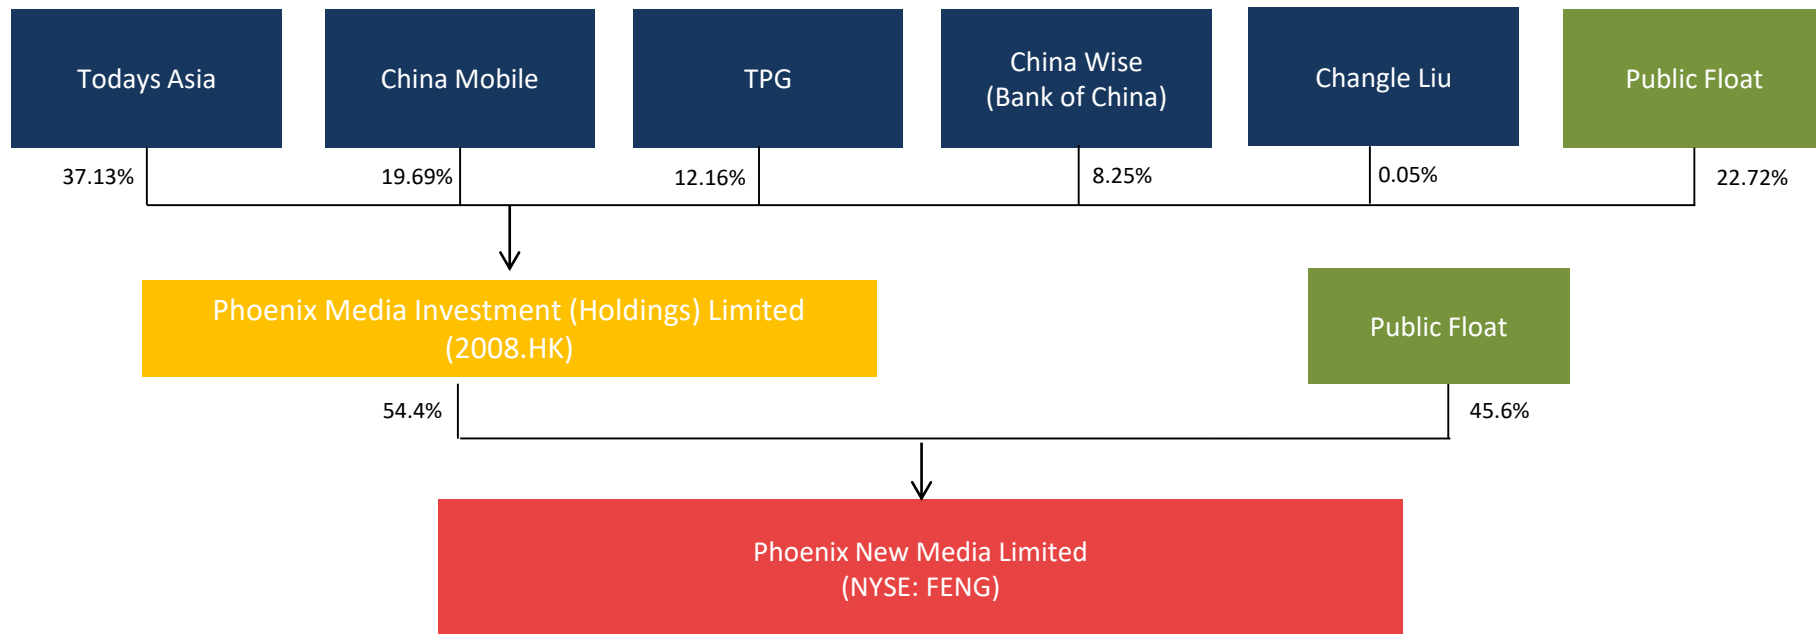 Todays Asia
China Mobile
TPG
China Wise
(Bank of China)
Changle Liu
Public Float
37.13%
19.69%
12.16%
8.25%
0.05%
22.72%
Phoenix Media Investment (Holdings) Limited
(2008.HK)
Public Float
54.4%
45.6%
Phoenix New Media Limited
(NYSE: FENG)